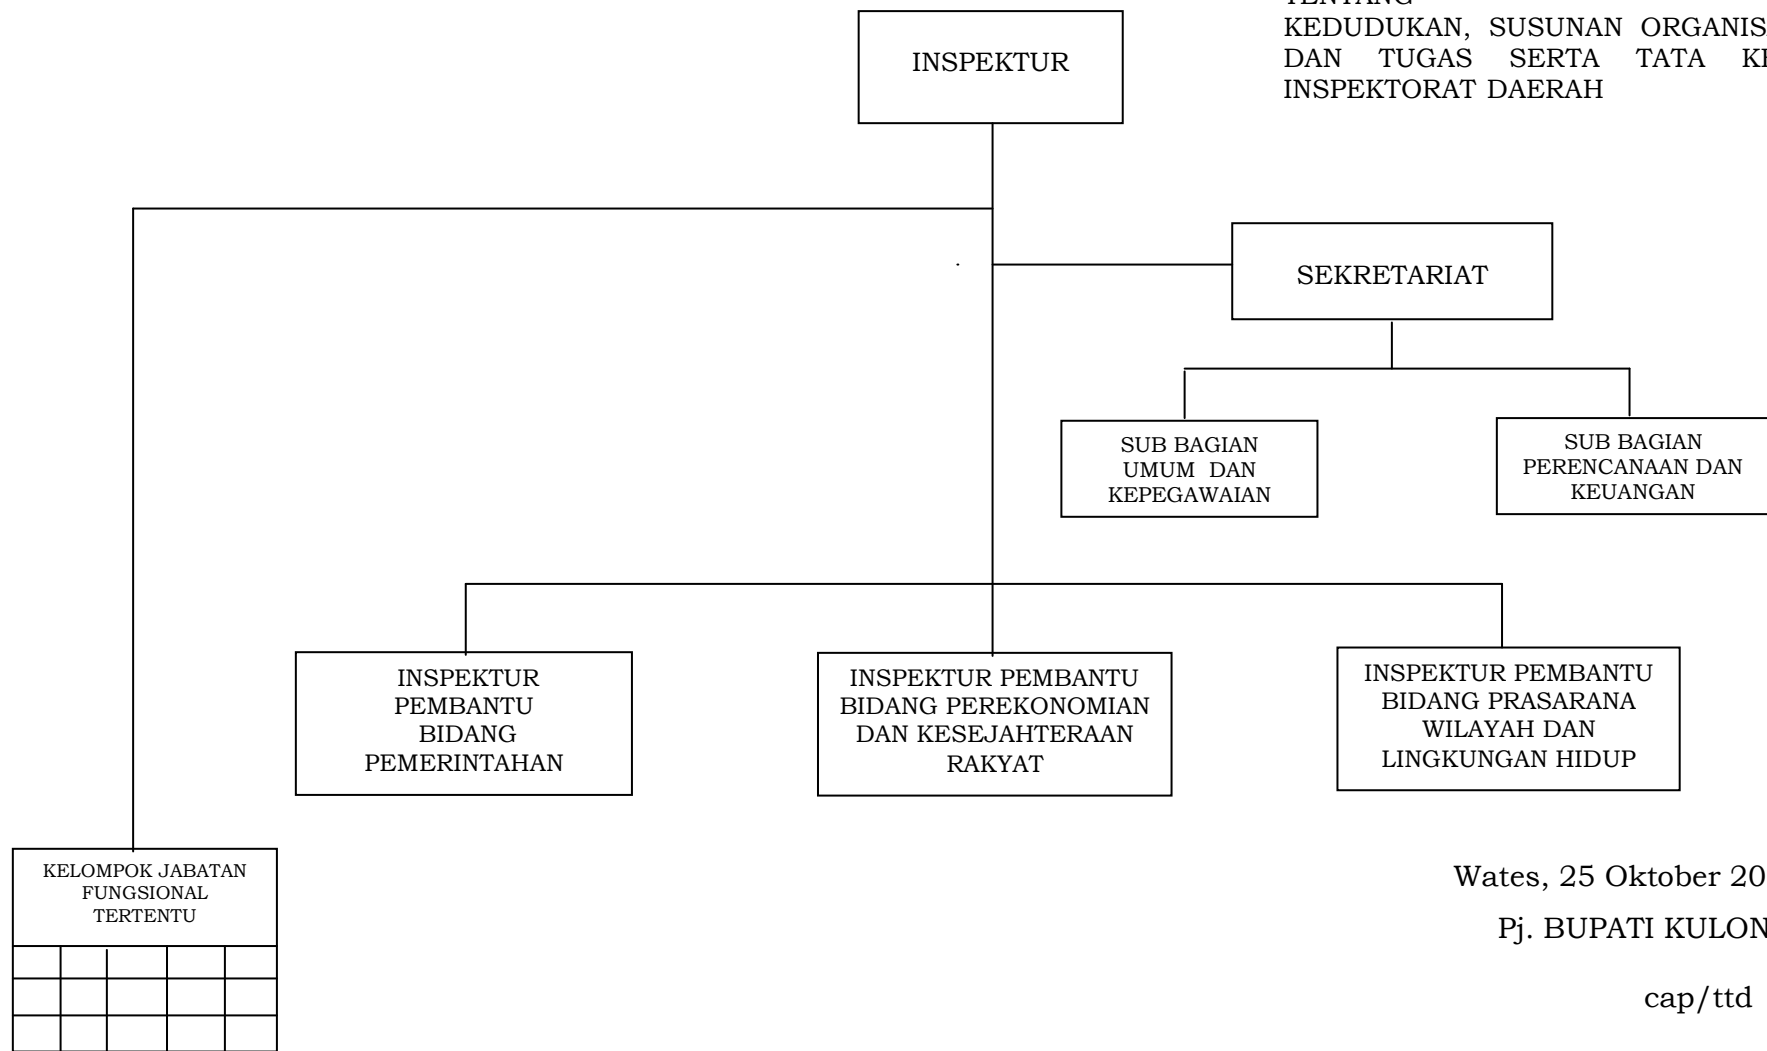 TENTANG
KEDUDUKAN, SUSUNAN
DAN TUGAS SERTA TATA
INSPEKTORAT DAERAH
INSPEKTUR
SEKRETARIAT
SUB BAGIAN
UMUM DAN
KEPEGAWAIAN
SUB BAGIAN
PERENCANAAN DAN
KEUANGAN
INSPEKTUR
PEMBANTU
BIDANG
PEMERINTAHAN
INSPEKTUR PEMBANTU
BIDANG PEREKONOMIAN
DAN KESEJAHTERAAN
RAKYAT
INSPEKTUR PEMBANTU
BIDANG PRASARANA
WILAYAH DAN
LINGKUNGAN HIDUP
KELOMPOK JABATAN
FUNGSIONAL
TERTENTU
Wates, 25 Oktober 20
Pj. BUPATI KULON
cap/ttd